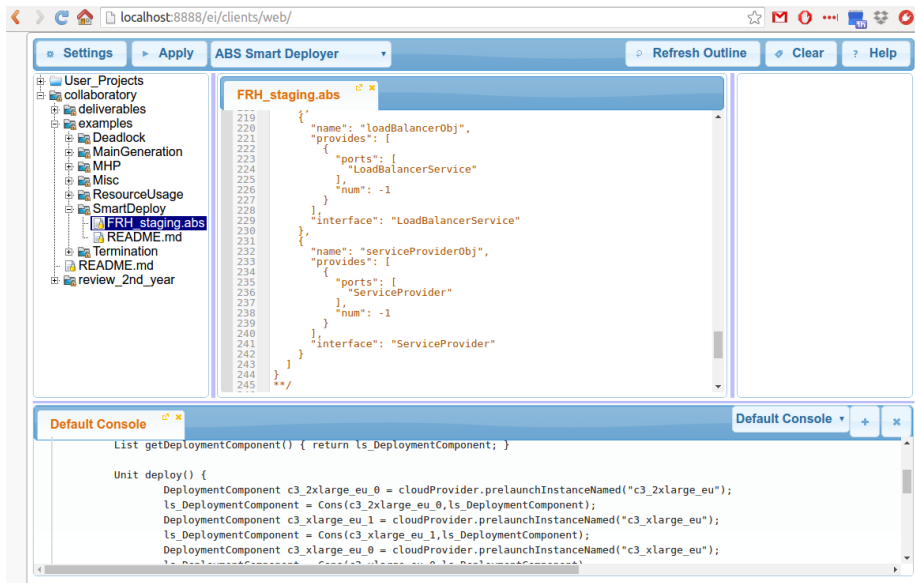 localhost:8888/ei/clients/web/
1h
Settings
Apply
ABS Smart Deployer
Refresh Outline
Clear
? Help
User_Projects
collaboratory
deliverables
examples
Deadlock
MainGeneration
MHP
Misc
ResourceUsage
SmartDeploy
FRH_staging.abs
README.md
Termination
README.md
review_2nd_year
FRH_staging.abs
219 {
220 "name": "loadBalancerObj",
221 "provides": [
222 {
223 "ports": [
224 "LoadBalancerService"
225 ],
226 "num": -1
227 }
228 ],
229 "interface": "LoadBalancerService"
230 },
231 {
232 "name": "serviceProviderObj",
233 "provides": [
234 {
235 "ports": [
236 "ServiceProvider"
237 ],
238 "num": -1
239 }
240 ],
241 "interface": "ServiceProvider"
242 }
243 ]
244 }
245 **/
Default Console
Default Console
List getDeploymentComponent() { return ls_DeploymentComponent; }
Unit deploy() {
DeploymentComponent c3_2xlarge_eu_0 = cloudProvider.prelaunchInstanceNamed("c3_2xlarge_eu");
ls_DeploymentComponent = Cons(c3_2xlarge_eu_0,ls_DeploymentComponent);
DeploymentComponent c3_xlarge_eu_1 = cloudProvider.prelaunchInstanceNamed("c3_xlarge_eu");
ls_DeploymentComponent = Cons(c3_xlarge_eu_1,ls_DeploymentComponent);
DeploymentComponent c3_xlarge_eu_0 = cloudProvider.prelaunchInstanceNamed("c3_xlarge_eu");